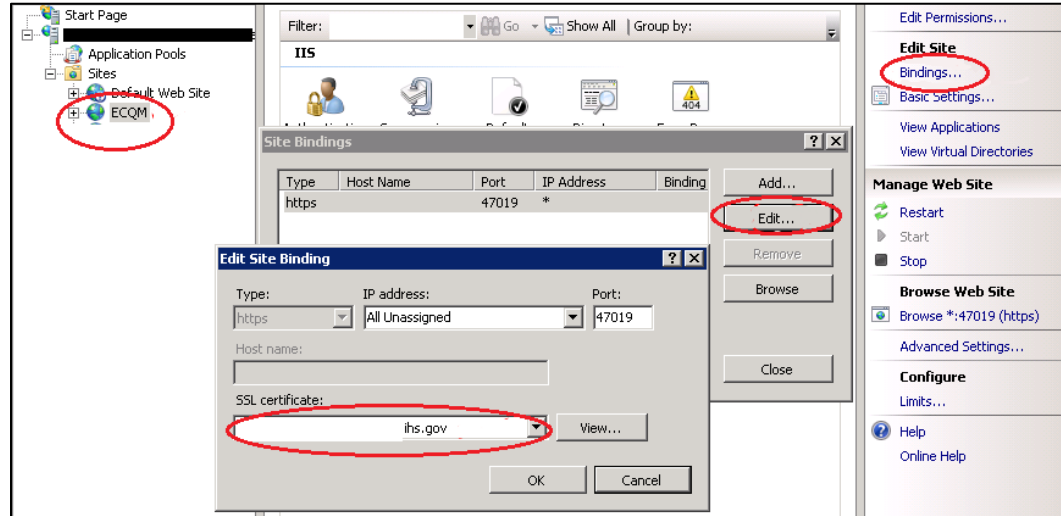 Start Page
Application Pools
Sites
Default Web Site
ECQM
Filter:
Go
Show All
Group by:
IIS
404
Site Bindings
Type Host Name Port IP Address Binding
https 47019 *
Add...
Edit...
Remove
Browse
Close
Edit Site Binding
Type: IP address: Port:
https All Unassigned 47019
Host name:
SSL certificate:
ihs.gov
View...
OK Cancel
Edit Permissions...
Edit Site
Bindings...
Basic Settings...
View Applications
View Virtual Directories
Manage Web Site
Restart
Start
Stop
Browse Web Site
Browse *:47019 (https)
Advanced Settings...
Configure
Limits...
Help
Online Help